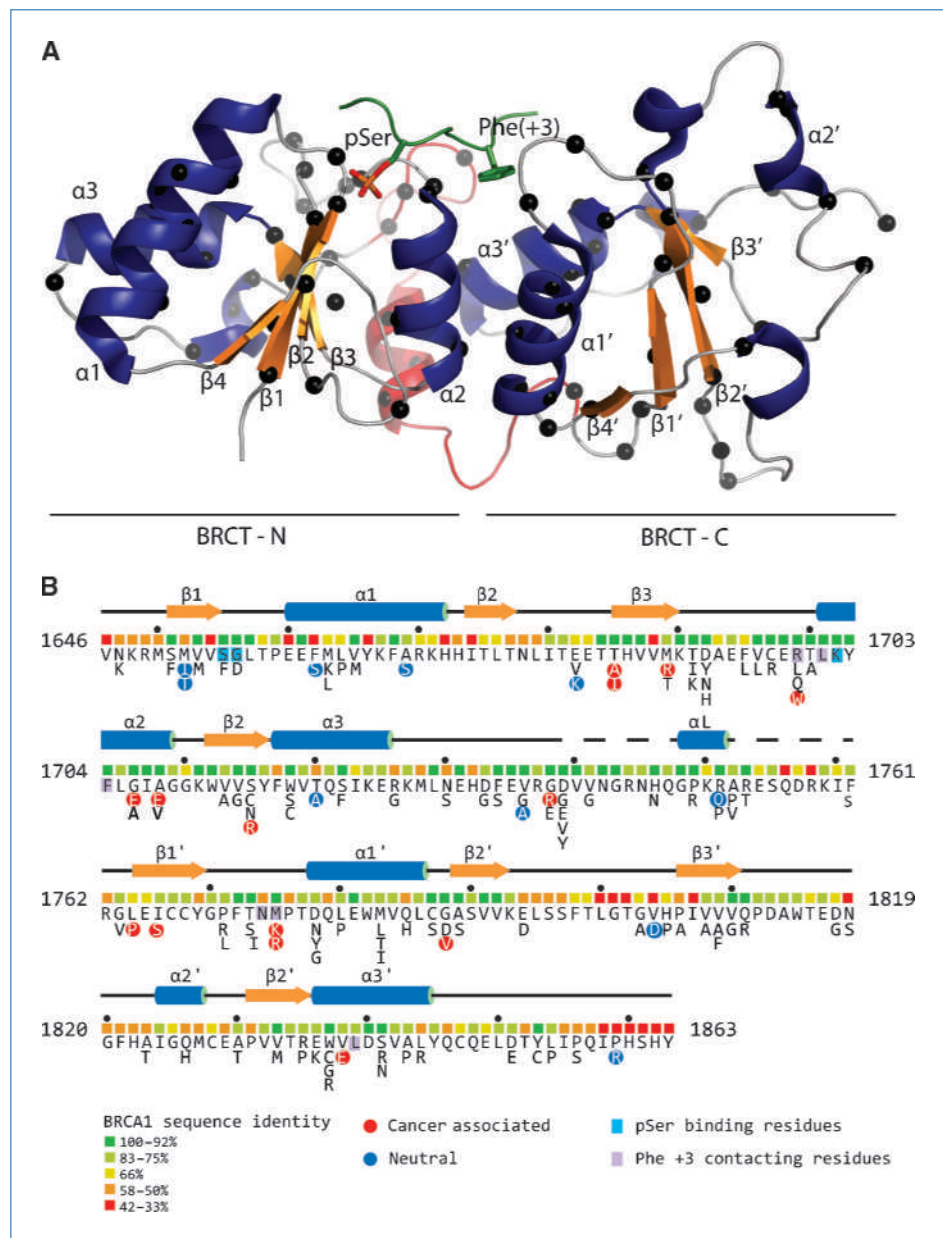 A
pSer
Phe(+3)
α2'
α3
α3'
β3'
α1
β4
β2
β3
β1
α2
α1'
β4'
β1'
β2'
BRCT - N
BRCT - C
B
β1 α1 β2 β3
1646 VNKRMSMVVSGLTPEEFMLVYKFARKHHITLTNLITEETTHVVMKTDAEFVCERTLKY 1703
K F I M F D S K P M S V A R I Y L L R L A
T L K I T K N Q
H W
α2 β2 α3 αL
1704 FLGIAGGKWVVSYFWVTQSIKERKMLNEHDFEVRGDVVNGRNHQGPKRARESQDRKIF 1761
E E A G C S V A F G M S G S G R E N G R Q P T S
A V N C A E E P V
R V
Y
β1' α1' β2' β3'
1762 RGLEICCYGPFTNMPTDQLEWMVQLCGASVVKELSSFTLGTGVHPIVVVQPDAWTEDN 1819
V P S R S K N P L H S D D A D P A A G R G S
L I R Y T V F
G I
α2' β2' α3'
1820 GFHAIGQMCEAPVVTREWVLDSVALYQCQELDTYLIPQIPHSHY 1863
T H T T M P K C E R P L E C P S R
G N
R
BRCA1 sequence identity
100–92%
83–75%
66%
58–50%
42–33%
Cancer associated
Neutral
pSer binding residues
Phe +3 contacting residues